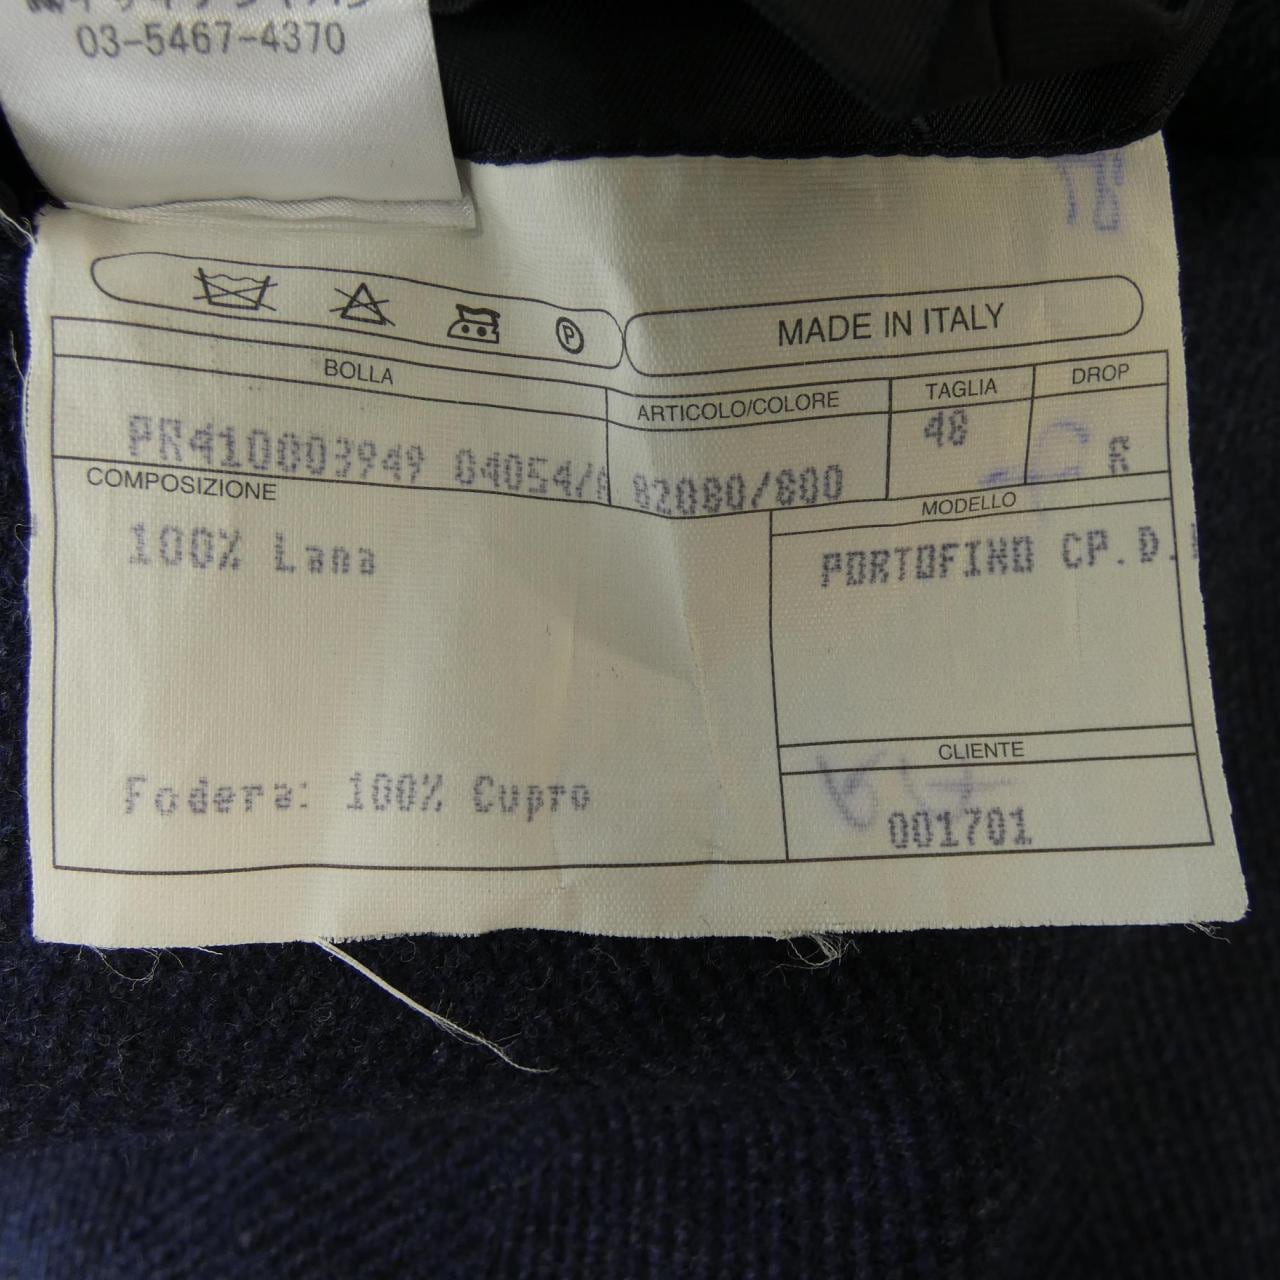 03-5467-4370
P
MADE IN ITALY
BOLLA
ARTICOLO/COLORE
TAGLIA
DROP
PR410003949 04054/
82080/800
48
R
COMPOSIZIONE
MODELLO
100% Lana
PORTOFINO CP.D.
Fodera: 100% Cupro
CLIENTE
001701